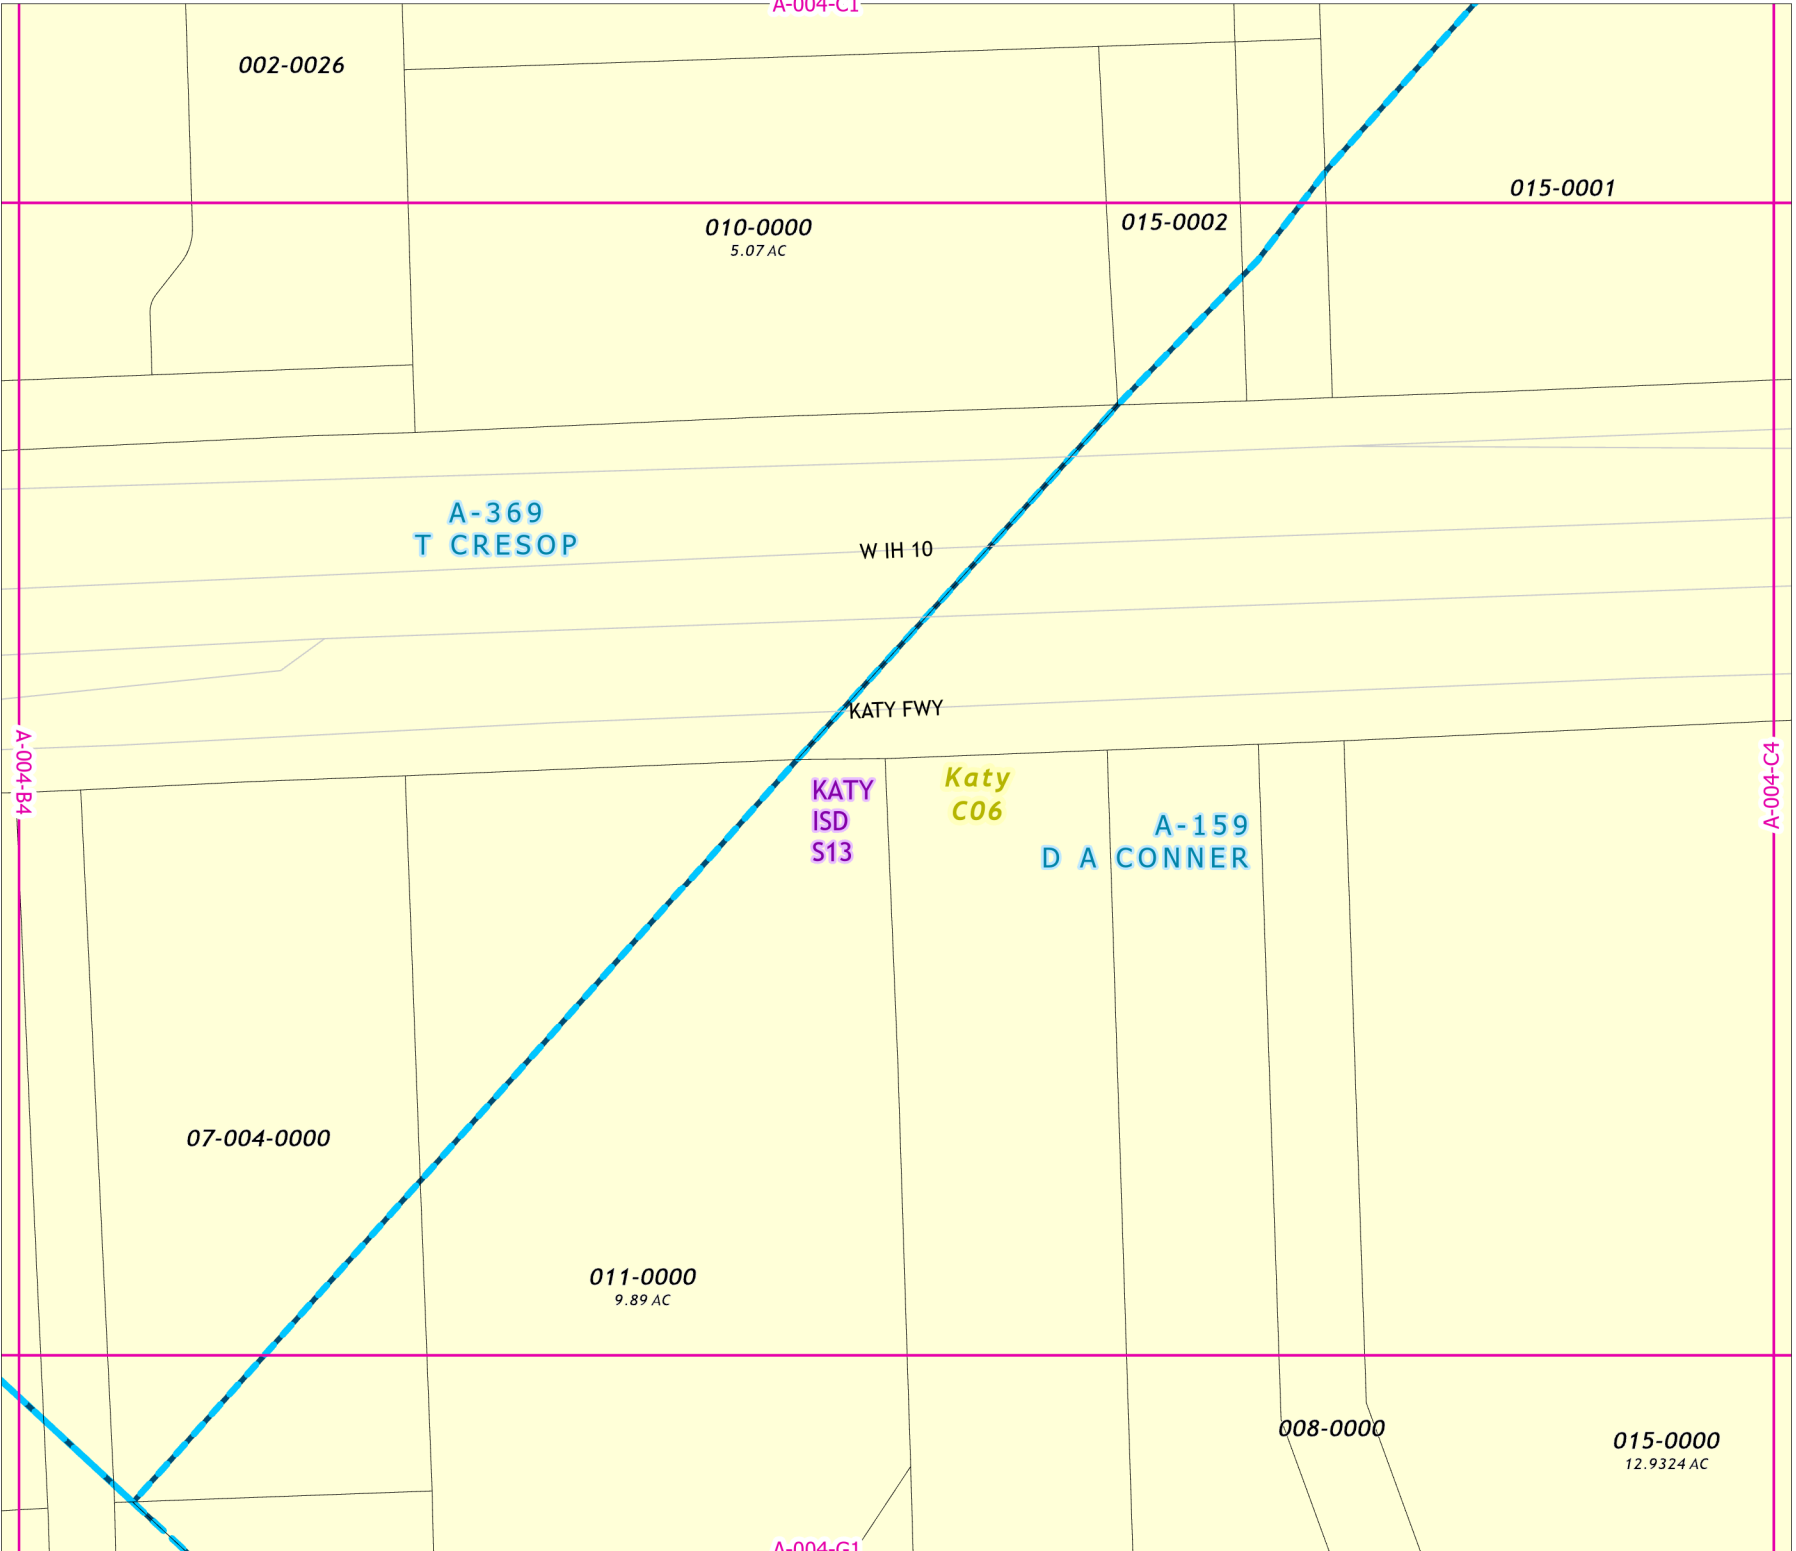 A-004-C1
002-0026
015-0001
010-0000
5.07 AC
015-0002
A-369
T CRESOP
W IH 10
KATY FWY
A-004-B4
A-004-C4
KATY
ISD
S13
Katy
C06
A-159
D A CONNER
07-004-0000
011-0000
9.89 AC
008-0000
015-0000
12.9324 AC
A-004-G1